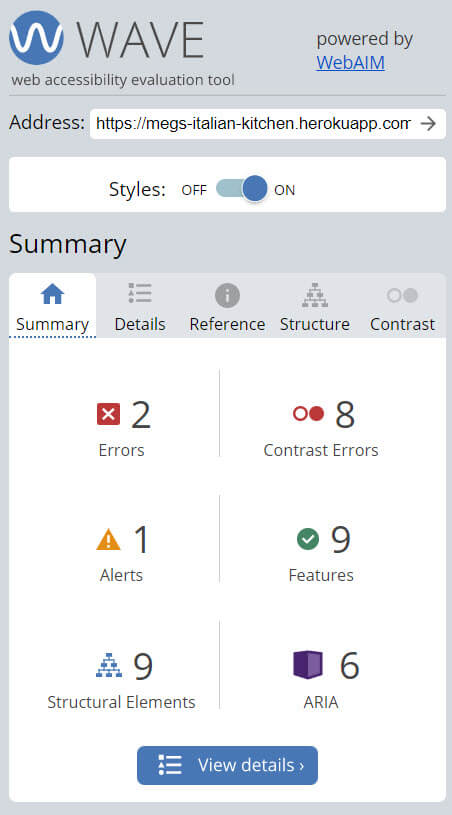 WAVE
web accessibility evaluation tool
powered by
WebAIM
Address: https://megs-italian-kitchen.herokuapp.com
Styles: OFF ON
Summary
Summary Details Reference Structure Contrast
2 8
Errors Contrast Errors
1 9
Alerts Features
9 6
Structural Elements ARIA
View details ›